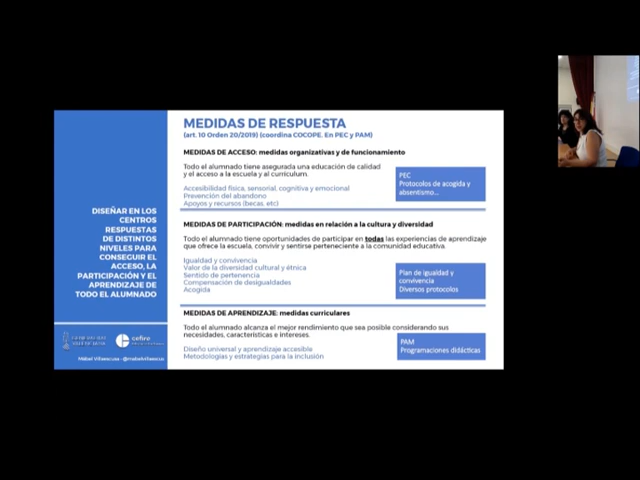 MEDIDAS DE RESPUESTA
(art. 10 Orden 20/2019) (coordina COCOPE. En PEC y PAM)
MEDIDAS DE ACCESO: medidas organizativas y de funcionamiento
Todo el alumnado tiene asegurada una educación de calidad
y el acceso a la escuela y al currículum.
Accesibilidad física, sensorial, cognitiva y emocional
Prevención del abandono
Apoyos y recursos (becas, etc)
PEC
Protocolos de acogida y
absentismo...
DISEÑAR EN LOS
CENTROS
RESPUESTAS
DE DISTINTOS
NIVELES PARA
CONSEGUIR EL
ACCESO, LA
PARTICIPACIÓN Y EL
APRENDIZAJE DE
TODO EL ALUMNADO
MEDIDAS DE PARTICIPACIÓN: medidas en relación a la cultura y diversidad
Todo el alumnado tiene oportunidades de participar en todas las experiencias de aprendizaje
que ofrece la escuela, convivir y sentirse perteneciente a la comunidad educativa.
Igualdad y convivencia
Valor de la diversidad cultural y étnica
Sentido de pertenencia
Compensación de desigualdades
Acogida
Plan de igualdad y
convivencia
Diversos protocolos
MEDIDAS DE APRENDIZAJE: medidas curriculares
Todo el alumnado alcanza el mejor rendimiento que sea posible considerando sus
necesidades, características e intereses.
Diseño universal y aprendizaje accesible
Metodologías y estrategias para la inclusión
PAM
Programaciones didácticas
GENERALITAT
VALENCIANA
cefire